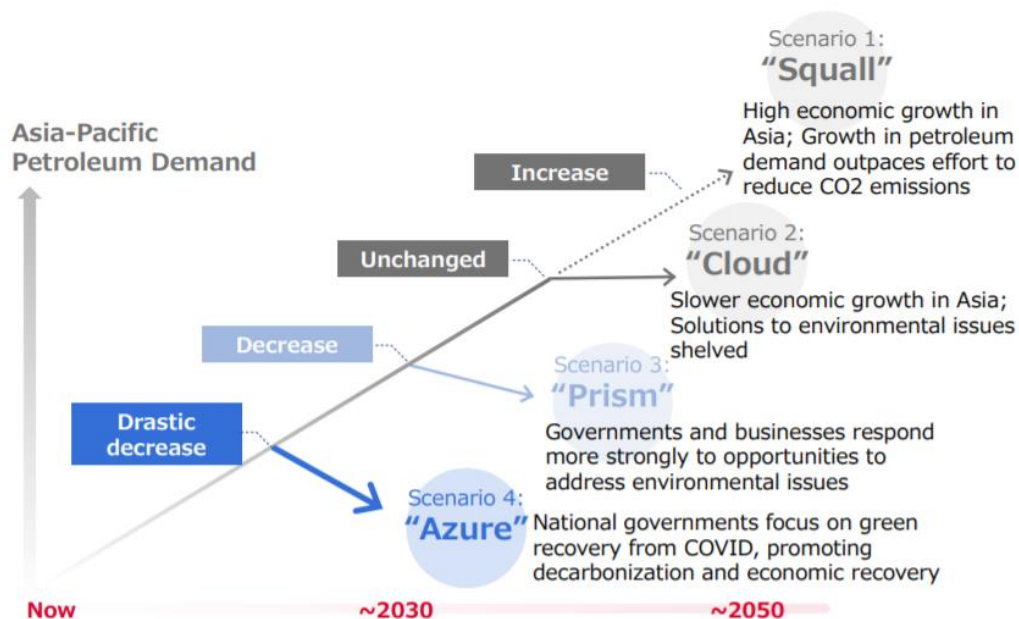 Scenario 1:
“Squall”
High economic growth in
Asia; Growth in petroleum
demand outpaces effort to
reduce CO2 emissions
Asia-Pacific
Petroleum Demand
Increase
Scenario 2:
“Cloud”
Slower economic growth in Asia;
Solutions to environmental issues
shelved
Unchanged
Decrease
Scenario 3:
“Prism”
Governments and businesses respond
more strongly to opportunities to
address environmental issues
Drastic
decrease
Scenario 4:
“Azure”
National governments focus on green
recovery from COVID, promoting
decarbonization and economic recovery
Now
~2030
~2050